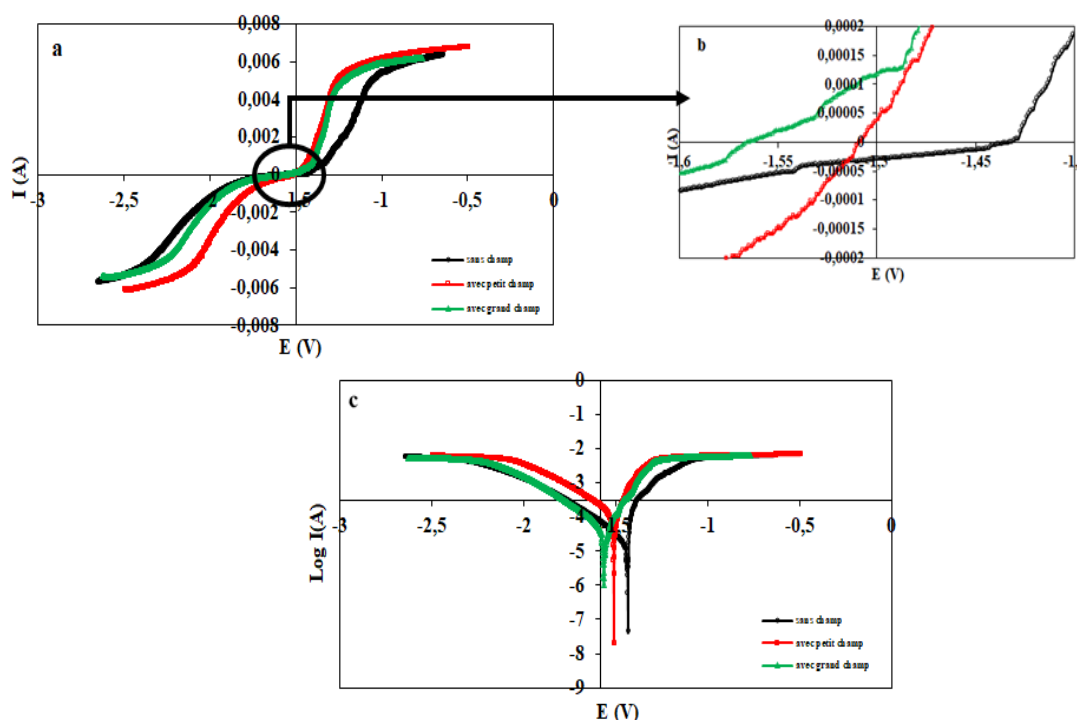 a
0,008
0,006
0,004
0,002
0
-0,002
-0,004
-0,006
-0,008
-3 -2,5 -2 -1,5 -1 -0,5 0
I (A)
E (V)
sans champ
avec petit champ
avec grand champ
b
0,0002
0,00015
0,0001
0,00005
0
-0,00005
-0,0001
-0,00015
-0,0002
-1,55 -1,5 -1,45
E (V)
c
0
-1
-2
-3
-4
-5
-6
-7
-8
-9
-3 -2,5 -2 -1,5 -1 -0,5 0
Log I(A)
E (V)
sans champ
avec petit champ
avec grand champ